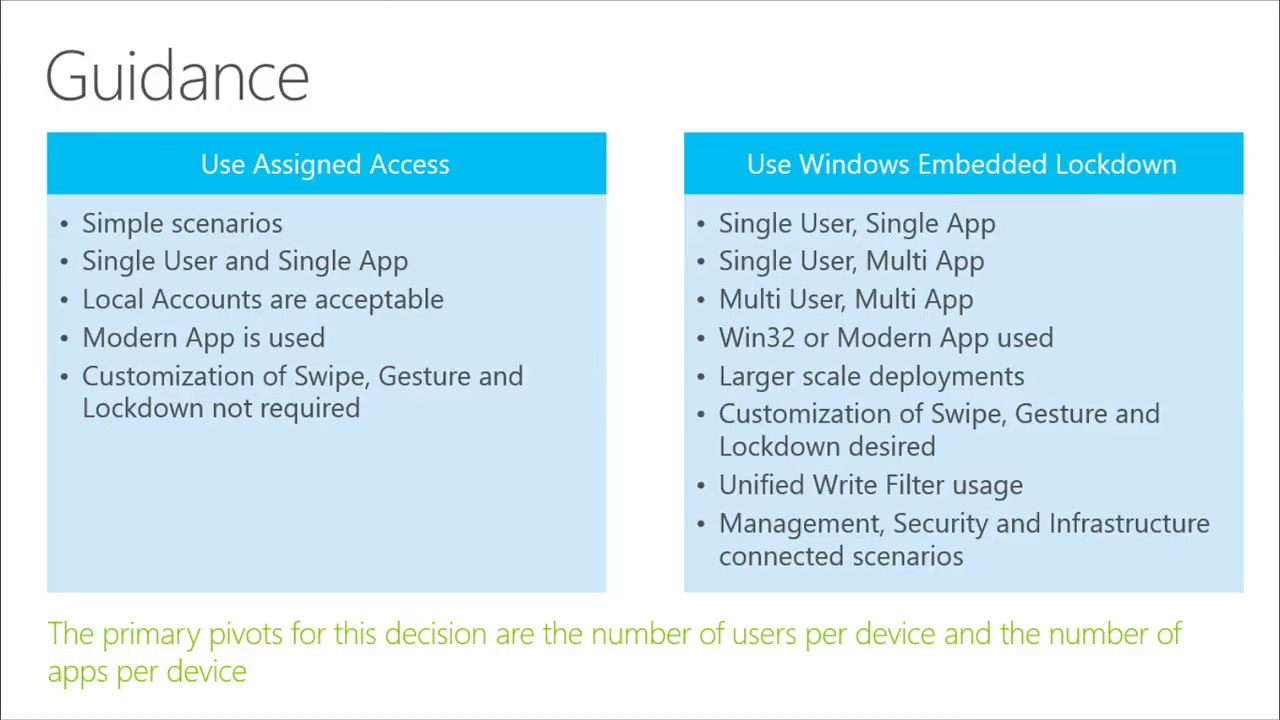 Guidance
Use Assigned Access
• Simple scenarios
• Single User and Single App
• Local Accounts are acceptable
• Modern App is used
• Customization of Swipe, Gesture and
Lockdown not required
Use Windows Embedded Lockdown
• Single User, Single App
• Single User, Multi App
• Multi User, Multi App
• Win32 or Modern App used
• Larger scale deployments
• Customization of Swipe, Gesture and
Lockdown desired
• Unified Write Filter usage
• Management, Security and Infrastructure
connected scenarios
The primary pivots for this decision are the number of users per device and the number of
apps per device